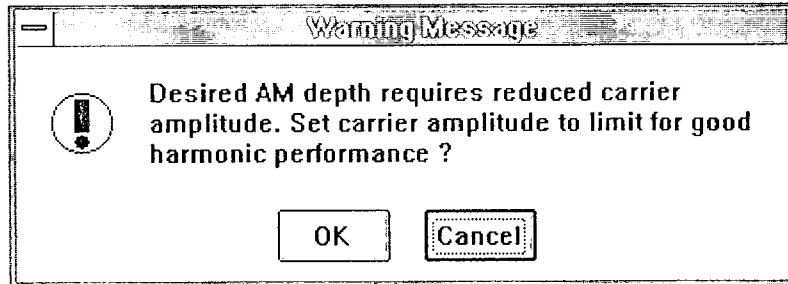 Warning Message
Desired AM depth requires reduced carrier
amplitude. Set carrier amplitude to limit for good
harmonic performance ?
OK
Cancel